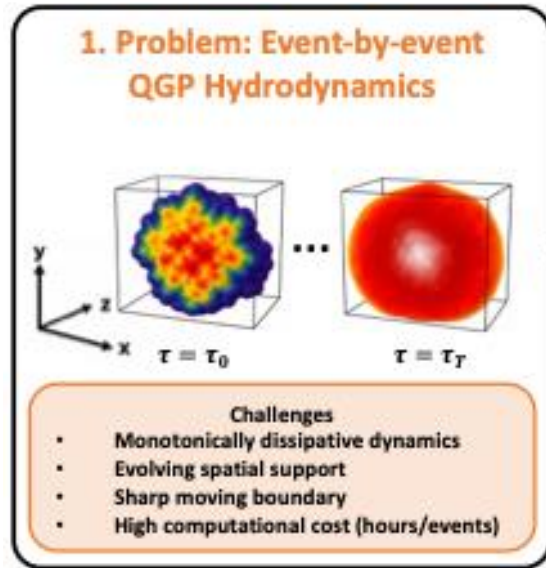 1. Problem: Event-by-event
QGP Hydrodynamics
y
z
x
...
τ = τ₀
τ = τ_T
Challenges
• Monotonically dissipative dynamics
• Evolving spatial support
• Sharp moving boundary
• High computational cost (hours/events)